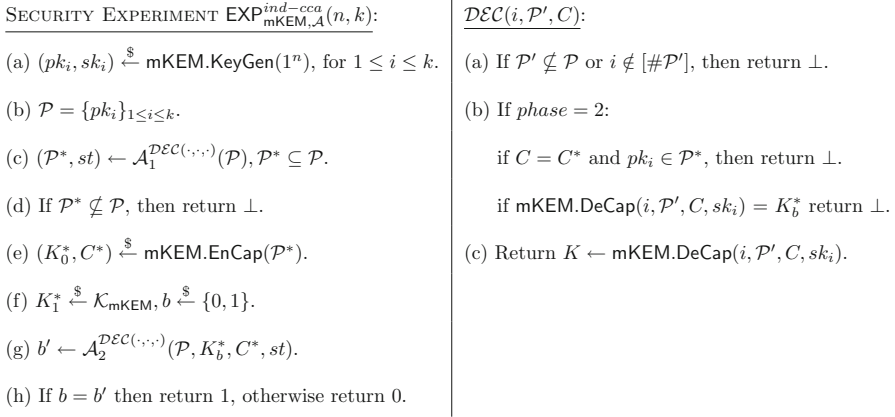 SECURITY EXPERIMENT EXP^{ind−cca}_{mKEM,𝒜}(n, k):
(a) (pk_i, sk_i) ←$ mKEM.KeyGen(1^n), for 1 ≤ i ≤ k.
(b) 𝒫 = {pk_i}_{1≤i≤k}.
(c) (𝒫*, st) ← 𝒜_1^{𝒟ℰ𝒞(·,·,·)}(𝒫), 𝒫* ⊆ 𝒫.
(d) If 𝒫* ⊈ 𝒫, then return ⊥.
(e) (K*_0, C*) ←$ mKEM.EnCap(𝒫*).
(f) K*_1 ←$ 𝒦_mKEM, b ←$ {0, 1}.
(g) b′ ← 𝒜_2^{𝒟ℰ𝒞(·,·,·)}(𝒫, K*_b, C*, st).
(h) If b = b′ then return 1, otherwise return 0.
𝒟ℰ𝒞(i, 𝒫′, C):
(a) If 𝒫′ ⊈ 𝒫 or i ∉ [#𝒫′], then return ⊥.
(b) If phase = 2:
if C = C* and pk_i ∈ 𝒫*, then return ⊥.
if mKEM.DeCap(i, 𝒫′, C, sk_i) = K*_b return ⊥.
(c) Return K ← mKEM.DeCap(i, 𝒫′, C, sk_i).